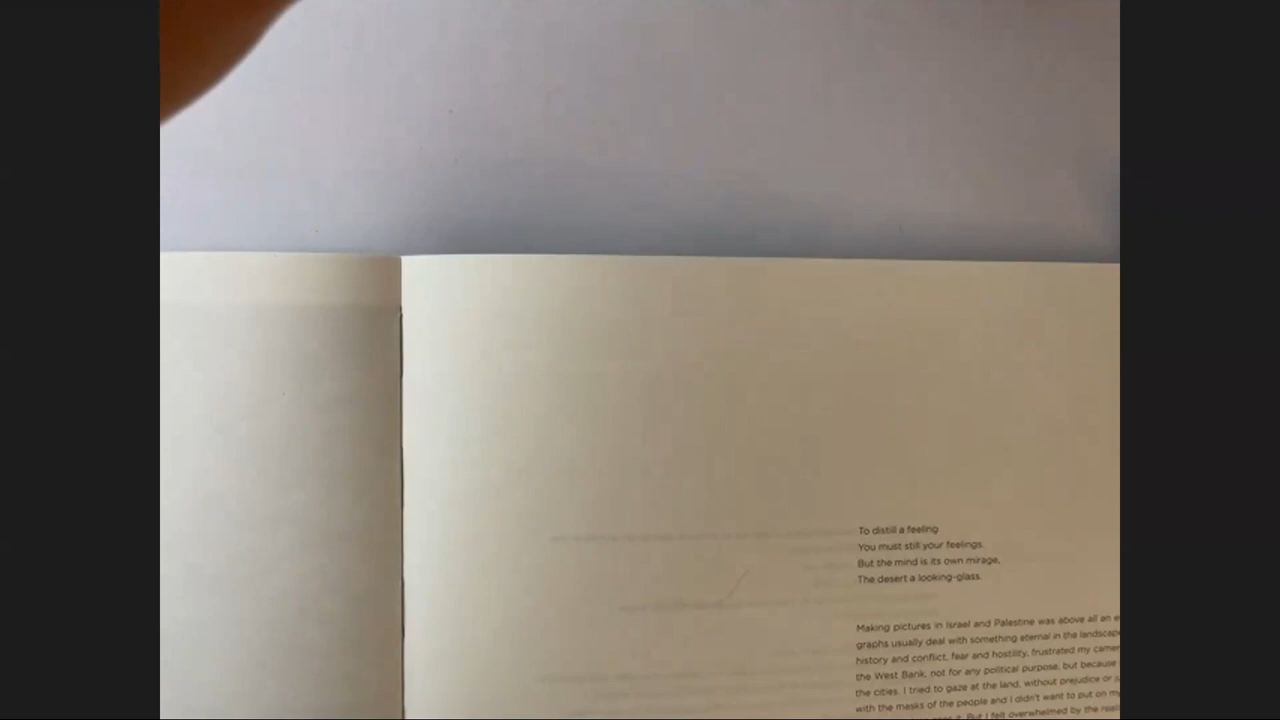 To distill a feeling
You must still your feelings.
But the mind is its own mirage,
The desert a looking-glass.
Making pictures in Israel and Palestine was above all an
graphs usually deal with something eternal in the landscape
history and conflict, fear and hostility, frustrated my
the West Bank, not for any political purpose, but because
the cities. I tried to gaze at the land, without prejudice or
with the masks of the people and I didn't want to put on my
it. But I felt overwhelmed by the